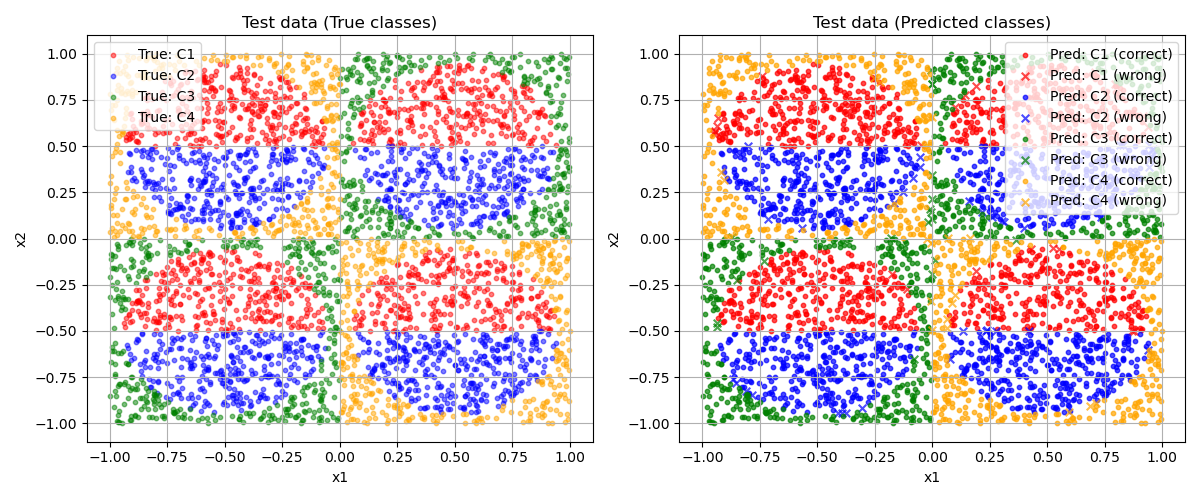 Test data (True classes)
True: C1
True: C2
True: C3
True: C4
1.00
0.75
0.50
0.25
0.00
−0.25
−0.50
−0.75
−1.00
x2
−1.00 −0.75 −0.50 −0.25 0.00 0.25 0.50 0.75 1.00
x1
Test data (Predicted classes)
Pred: C1 (correct)
Pred: C1 (wrong)
Pred: C2 (correct)
Pred: C2 (wrong)
Pred: C3 (correct)
Pred: C3 (wrong)
Pred: C4 (correct)
Pred: C4 (wrong)
1.00
0.75
0.50
0.25
0.00
−0.25
−0.50
−0.75
−1.00
x2
−1.00 −0.75 −0.50 −0.25 0.00 0.25 0.50 0.75 1.00
x1